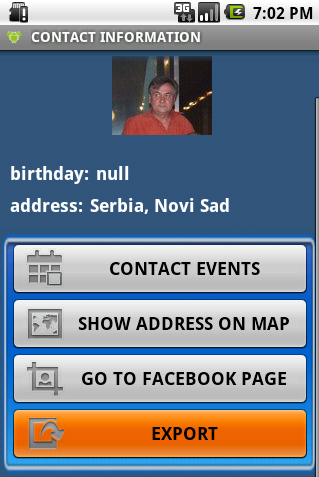 3G 7:02 PM
CONTACT INFORMATION
birthday: null
address: Serbia, Novi Sad
CONTACT EVENTS
SHOW ADDRESS ON MAP
GO TO FACEBOOK PAGE
EXPORT